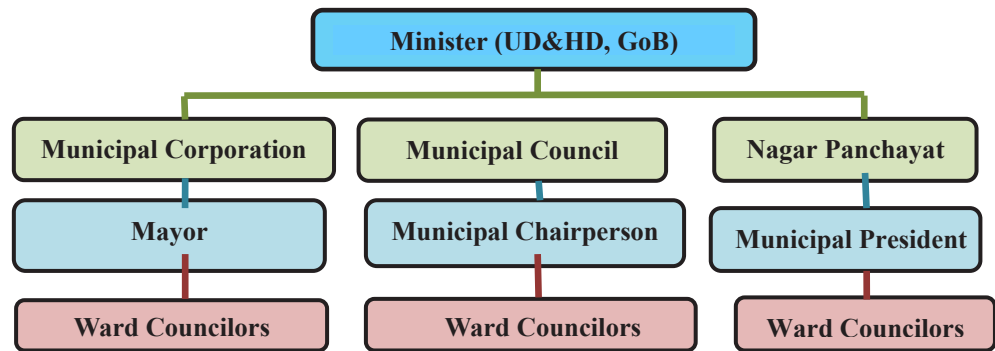 Minister (UD&HD, GoB)
Municipal Corporation
Municipal Council
Nagar Panchayat
Mayor
Municipal Chairperson
Municipal President
Ward Councilors
Ward Councilors
Ward Councilors